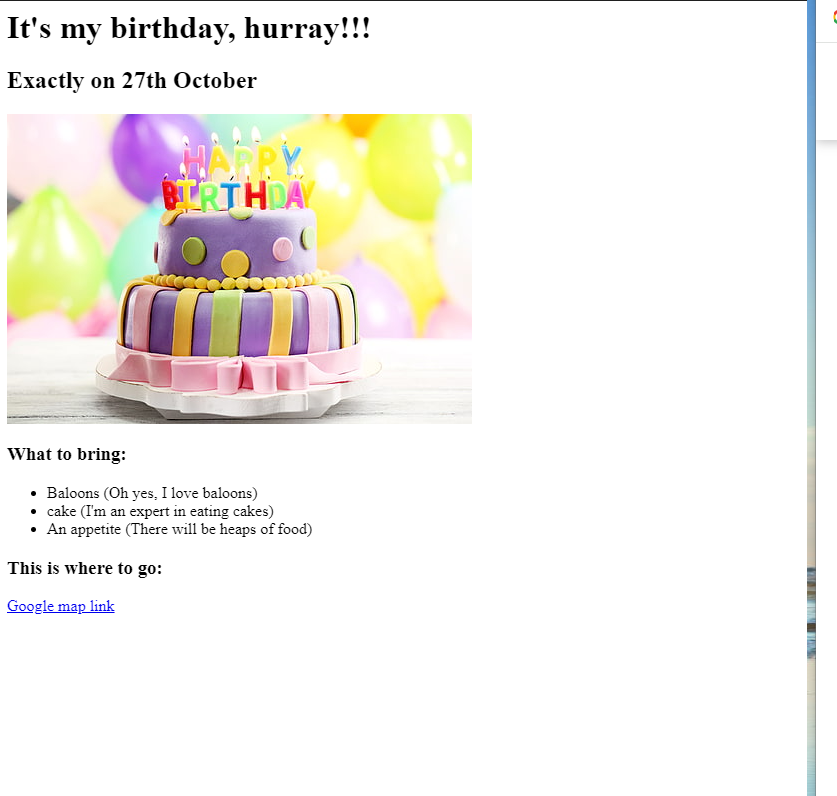 It's my birthday, hurray!!!
Exactly on 27th October
HAPPY
BIRTHDAY
What to bring:
Baloons (Oh yes, I love baloons)
cake (I'm an expert in eating cakes)
An appetite (There will be heaps of food)
This is where to go:
Google map link